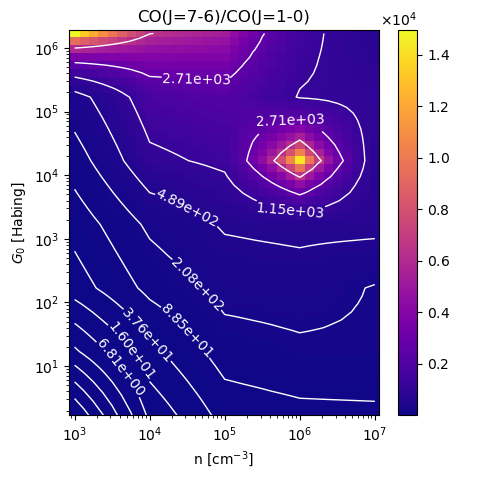 CO(J=7-6)/CO(J=1-0)
×10⁴
G₀ [Habing]
10⁶
10⁵
10⁴
10³
10²
10¹
2.71e+03
2.71e+03
1.15e+03
4.89e+02
2.08e+02
8.85e+01
3.76e+01
1.60e+01
6.81e+00
1.4
1.2
1.0
0.8
0.6
0.4
0.2
10³ 10⁴ 10⁵ 10⁶ 10⁷
n [cm⁻³]